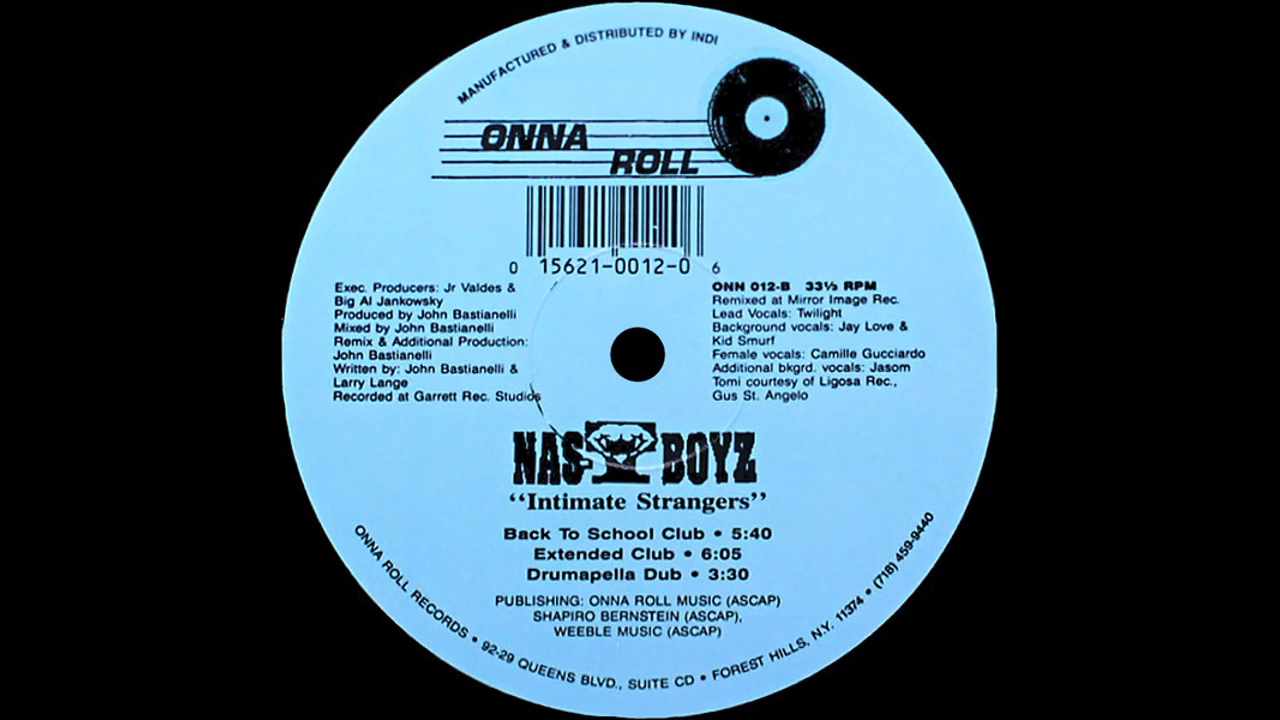 MANUFACTURED & DISTRIBUTED BY INDI
ONNA
ROLL
0 15621-0012-0 6
Exec. Producers: Jr Valdes &
Big Al Jankowsky
Produced by John Bastianelli
Mixed by John Bastianelli
Remix & Additional Production:
John Bastianelli
Written by: John Bastianelli &
Larry Lange
Recorded at Garrett Rec. Studios
ONN 012-B 33⅓ RPM
Remixed at Mirror Image Rec.
Lead Vocals: Twilight
Background vocals: Jay Love &
Kid Smurf
Female vocals: Camille Gucciardo
Additional bkgrd. vocals: Jasom
Tomi courtesy of Ligosa Rec.,
Gus St. Angelo
NASTY BOYZ
“Intimate Strangers”
Back To School Club • 5:40
Extended Club • 6:05
Drumapella Dub • 3:30
PUBLISHING: ONNA ROLL MUSIC (ASCAP)
SHAPIRO BERNSTEIN (ASCAP),
WEEBLE MUSIC (ASCAP)
ONNA ROLL RECORDS • 92-29 QUEENS BLVD., SUITE CD • FOREST HILLS, N.Y. 11374 • (718) 459-9440